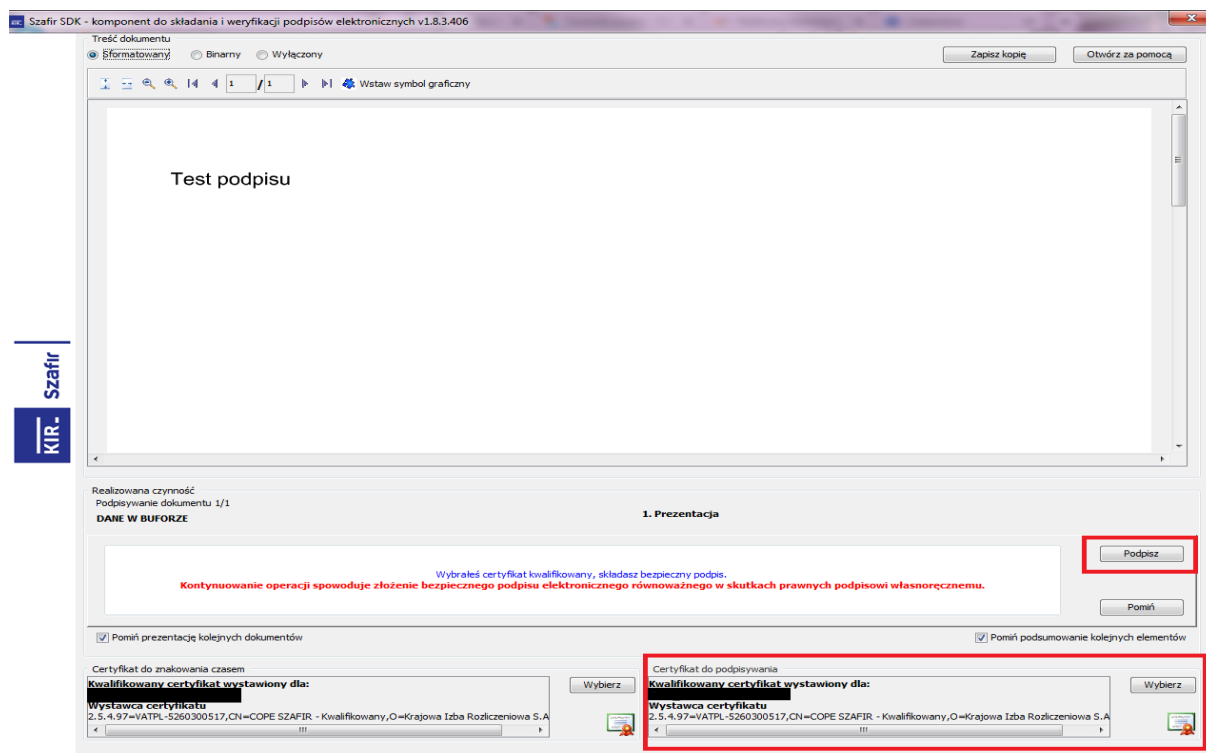 Szafir SDK - komponent do składania i weryfikacji podpisów elektronicznych v1.8.3.406
Treść dokumentu
Sformatowany Binarny Wyłączony Zapisz kopię Otwórz za pomocą
1 / 1 Wstaw symbol graficzny
Test podpisu
KIR. Szafir
Realizowana czynność
Podpisywanie dokumentu 1/1
DANE W BUFORZE 1. Prezentacja
Podpisz
Wybrałeś certyfikat kwalifikowany, składasz bezpieczny podpis.
Kontynuowanie operacji spowoduje złożenie bezpiecznego podpisu elektronicznego równoważnego w skutkach prawnych podpisowi własnoręcznemu.
Pomiń
Pomiń prezentację kolejnych dokumentów Pomiń podsumowanie kolejnych elementów
Certyfikat do znakowania czasem
Kwalifikowany certyfikat wystawiony dla: Wybierz
Wystawca certyfikatu
2.5.4.97=VATPL-5260300517,CN=COPE SZAFIR - Kwalifikowany,O=Krajowa Izba Rozliczeniowa S.A
Certyfikat do podpisywania
Kwalifikowany certyfikat wystawiony dla: Wybierz
Wystawca certyfikatu
2.5.4.97=VATPL-5260300517,CN=COPE SZAFIR - Kwalifikowany,O=Krajowa Izba Rozliczeniowa S.A